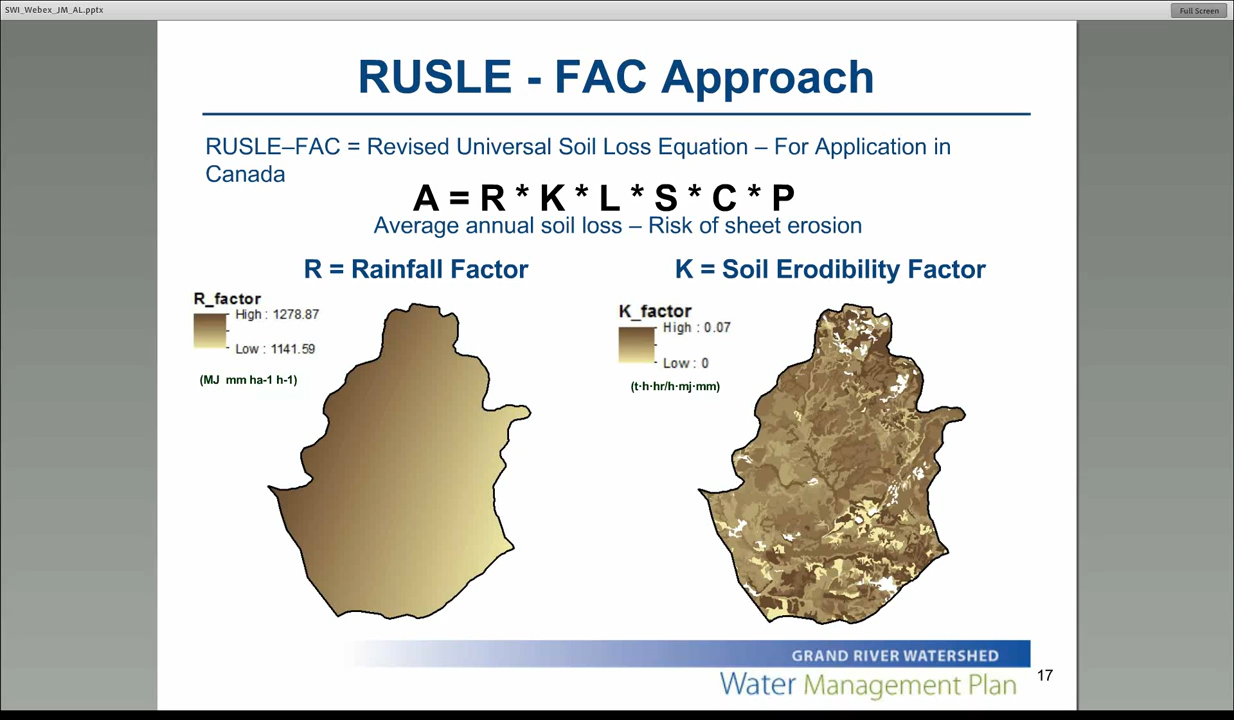 SWI_Webex_JM_AL.pptx
Full Screen
RUSLE - FAC Approach
RUSLE–FAC = Revised Universal Soil Loss Equation – For Application in
Canada
A = R * K * L * S * C * P
Average annual soil loss – Risk of sheet erosion
R = Rainfall Factor
K = Soil Erodibility Factor
R_factor
High : 1278.87
Low : 1141.59
(MJ mm ha-1 h-1)
K_factor
High : 0.07
Low : 0
(t·h·hr/h·mj·mm)
GRAND RIVER WATERSHED
Water Management Plan
17